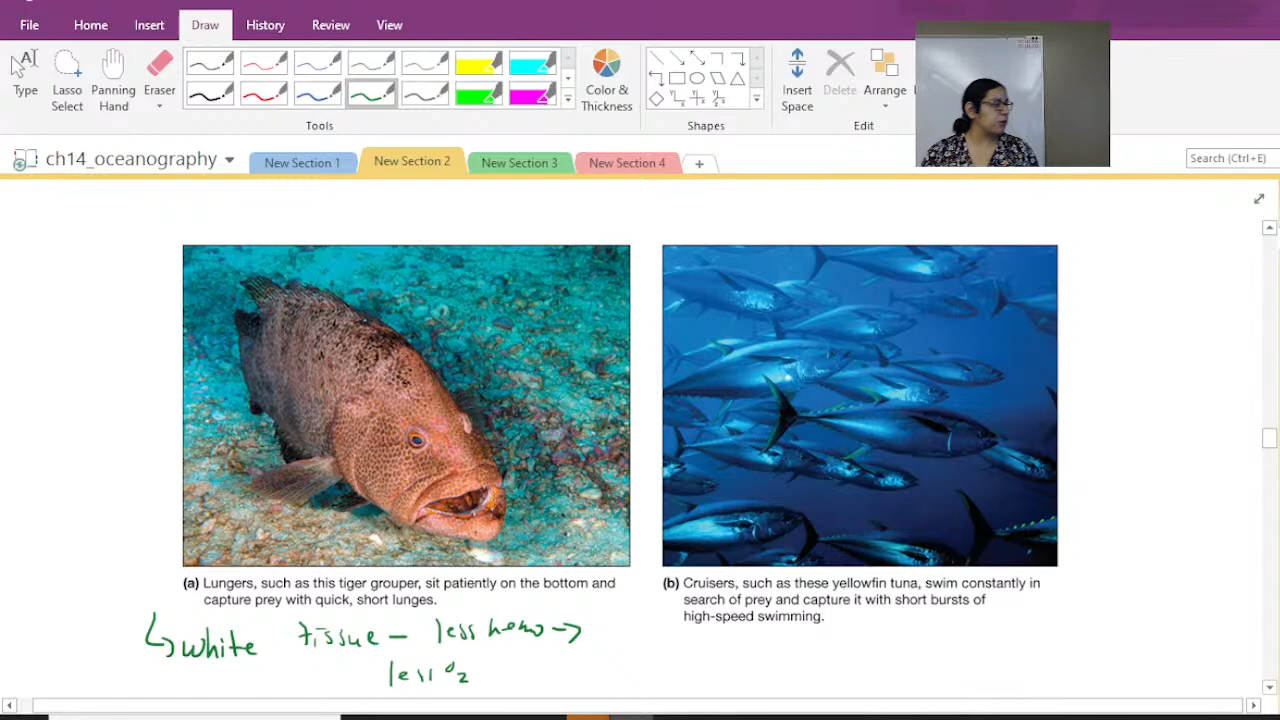 File Home Insert Draw History Review View
Type Lasso Select Panning Hand Eraser Color & Thickness Insert Space Delete Arrange
Tools Shapes Edit
ch14_oceanography New Section 1 New Section 2 New Section 3 New Section 4 Search (Ctrl+E)
(a) Lungers, such as this tiger grouper, sit patiently on the bottom and
capture prey with quick, short lunges.
(b) Cruisers, such as these yellowfin tuna, swim constantly in
search of prey and capture it with short bursts of
high-speed swimming.
↳ white tissue - less hemo →
less O₂